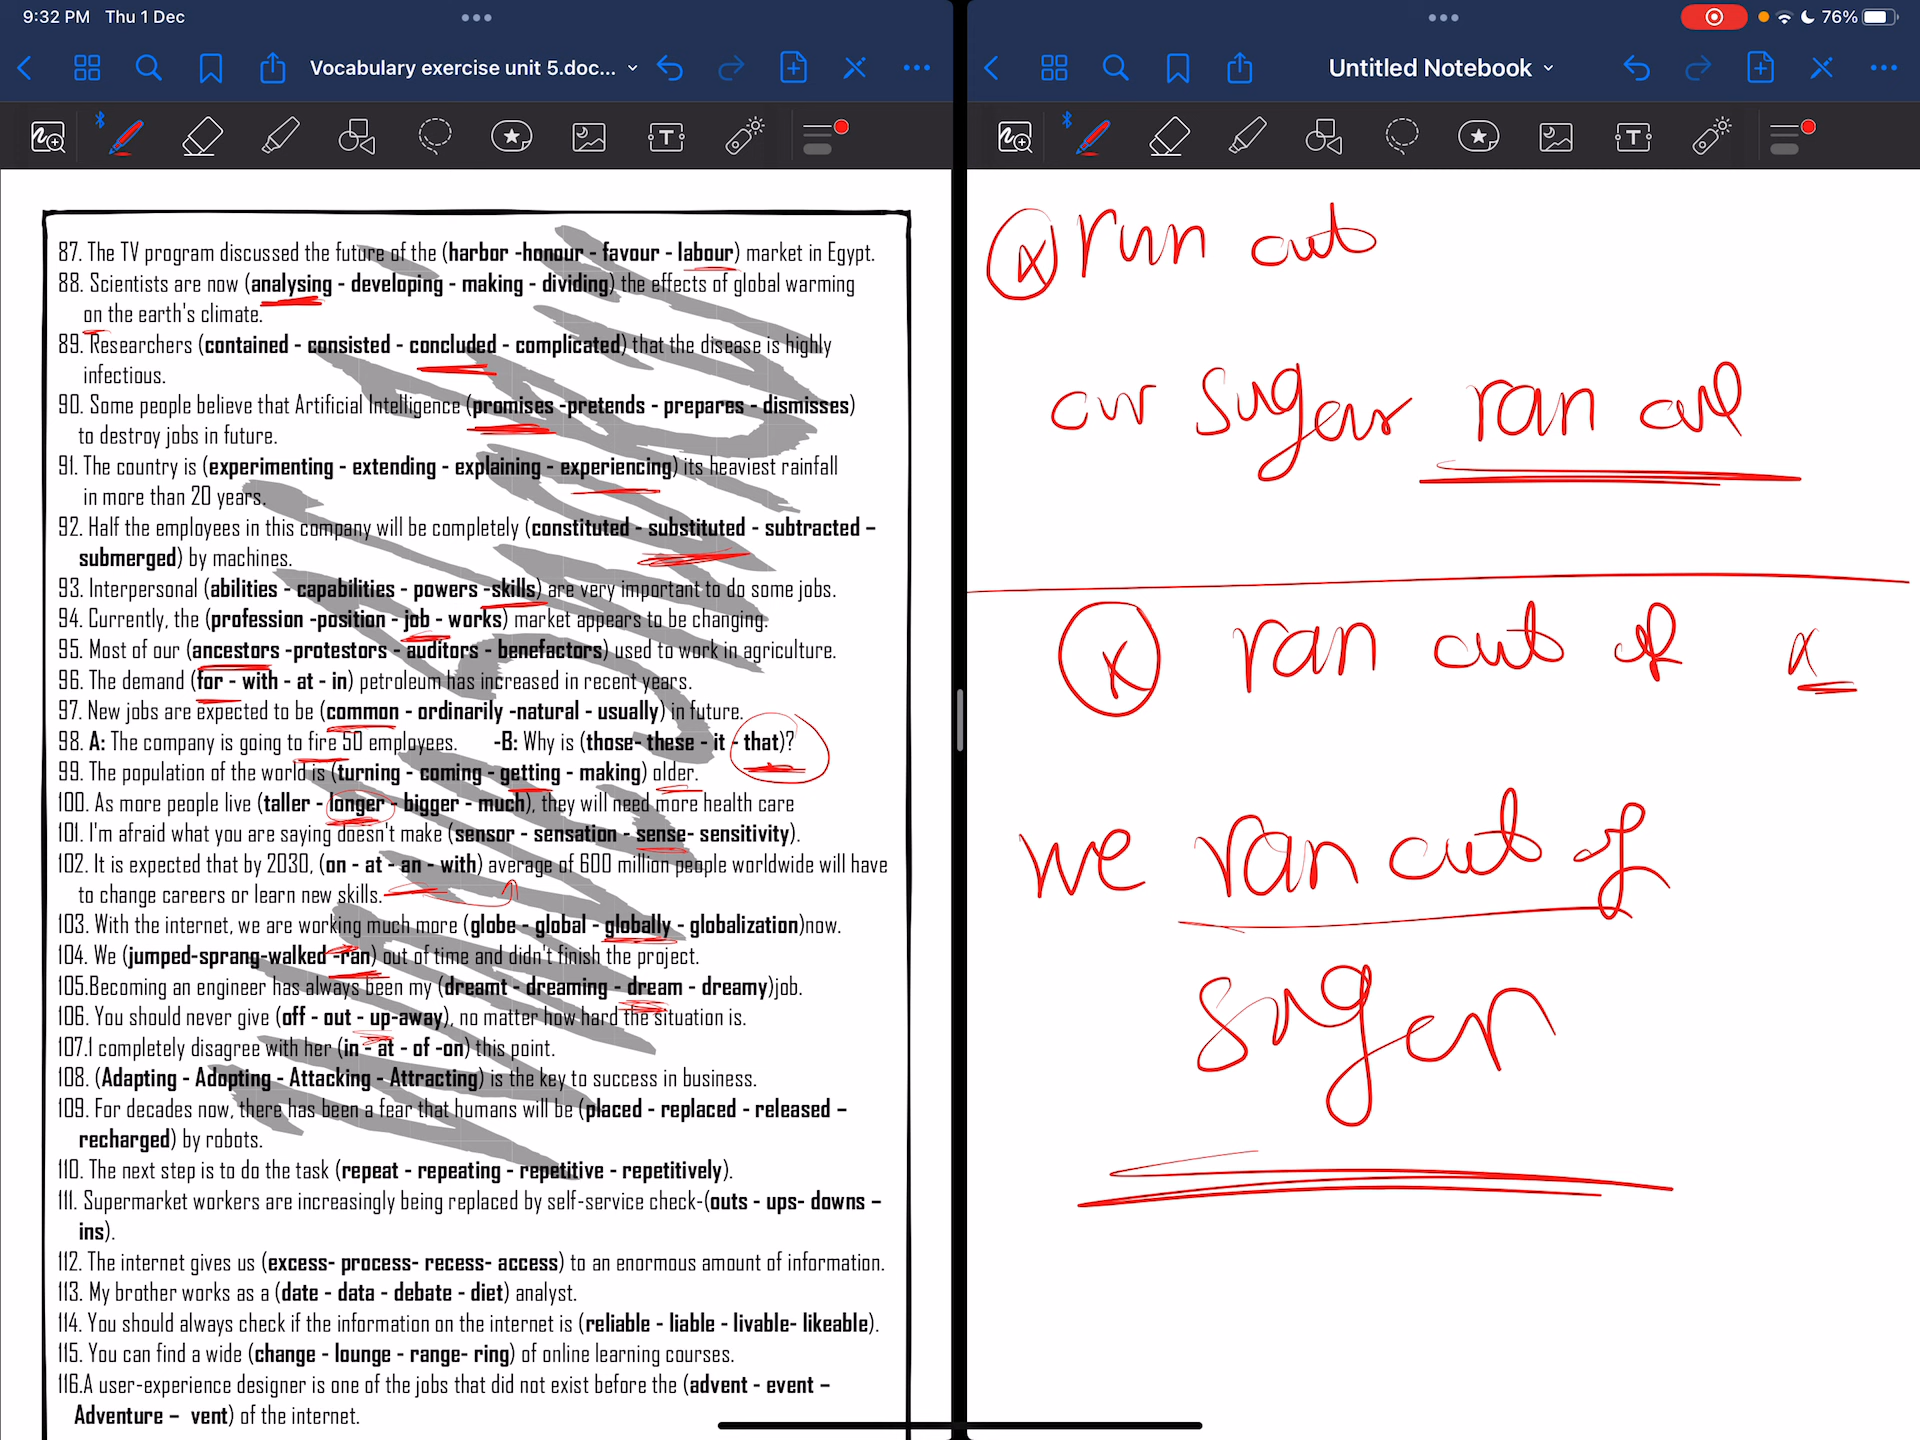 9:32 PM Thu 1 Dec
76%
Vocabulary exercise unit 5.doc...
Untitled Notebook
87. The TV program discussed the future of the (harbor -honour - favour - labour) market in Egypt.
88. Scientists are now (analysing - developing - making - dividing) the effects of global warming
on the earth's climate.
89. Researchers (contained - consisted - concluded - complicated) that the disease is highly
infectious.
90. Some people believe that Artificial Intelligence (promises -pretends - prepares - dismisses)
to destroy jobs in future.
91. The country is (experimenting - extending - explaining - experiencing) its heaviest rainfall
in more than 20 years.
92. Half the employees in this company will be completely (constituted - substituted - subtracted –
submerged) by machines.
93. Interpersonal (abilities - capabilities - powers -skills) are very important to do some jobs.
94. Currently, the (profession -position - job - works) market appears to be changing.
95. Most of our (ancestors -protestors - auditors - benefactors) used to work in agriculture.
96. The demand (for - with - at - in) petroleum has increased in recent years.
97. New jobs are expected to be (common - ordinarily -natural - usually) in future.
98. A: The company is going to fire 50 employees. -B: Why is (those- these - it - that)?
99. The population of the world is (turning - coming - getting - making) older.
100. As more people live (taller - longer - bigger - much), they will need more health care
101. I'm afraid what you are saying doesn't make (sensor - sensation - sense- sensitivity).
102. It is expected that by 2030, (on - at - an - with) average of 600 million people worldwide will have
to change careers or learn new skills.
103. With the internet, we are working much more (globe - global - globally - globalization)now.
104. We (jumped-sprang-walked -ran) out of time and didn't finish the project.
105.Becoming an engineer has always been my (dreamt - dreaming - dream - dreamy)job.
106. You should never give (off - out - up-away), no matter how hard the situation is.
107.I completely disagree with her (in - at - of -on) this point.
108. (Adapting - Adopting - Attacking - Attracting) is the key to success in business.
109. For decades now, there has been a fear that humans will be (placed - replaced - released –
recharged) by robots.
110. The next step is to do the task (repeat - repeating - repetitive - repetitively).
111. Supermarket workers are increasingly being replaced by self-service check-(outs - ups- downs –
ins).
112. The internet gives us (excess- process- recess- access) to an enormous amount of information.
113. My brother works as a (date - data - debate - diet) analyst.
114. You should always check if the information on the internet is (reliable - liable - livable- likeable).
115. You can find a wide (change - lounge - range- ring) of online learning courses.
116.A user-experience designer is one of the jobs that did not exist before the (advent - event –
Adventure – vent) of the internet.
x run out
our sugar ran out
x ran out of x
we ran out of
sugar